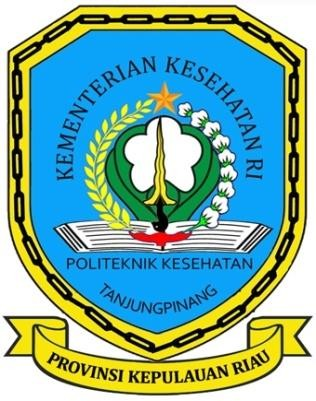 KEMENTERIAN KESEHATAN RI
POLITEKNIK KESEHATAN
TANJUNGPINANG
PROVINSI KEPULAUAN RIAU